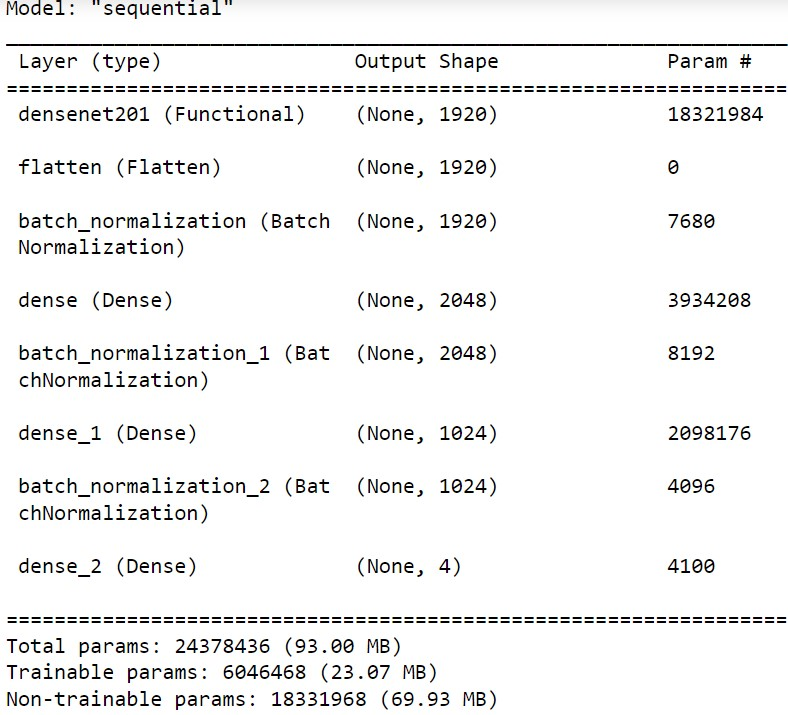 Model: "sequential"
Layer (type) Output Shape Param #
densenet201 (Functional) (None, 1920) 18321984
flatten (Flatten) (None, 1920) 0
batch_normalization (Batch (None, 1920) 7680
Normalization)
dense (Dense) (None, 2048) 3934208
batch_normalization_1 (Bat (None, 2048) 8192
chNormalization)
dense_1 (Dense) (None, 1024) 2098176
batch_normalization_2 (Bat (None, 1024) 4096
chNormalization)
dense_2 (Dense) (None, 4) 4100
Total params: 24378436 (93.00 MB)
Trainable params: 6046468 (23.07 MB)
Non-trainable params: 18331968 (69.93 MB)